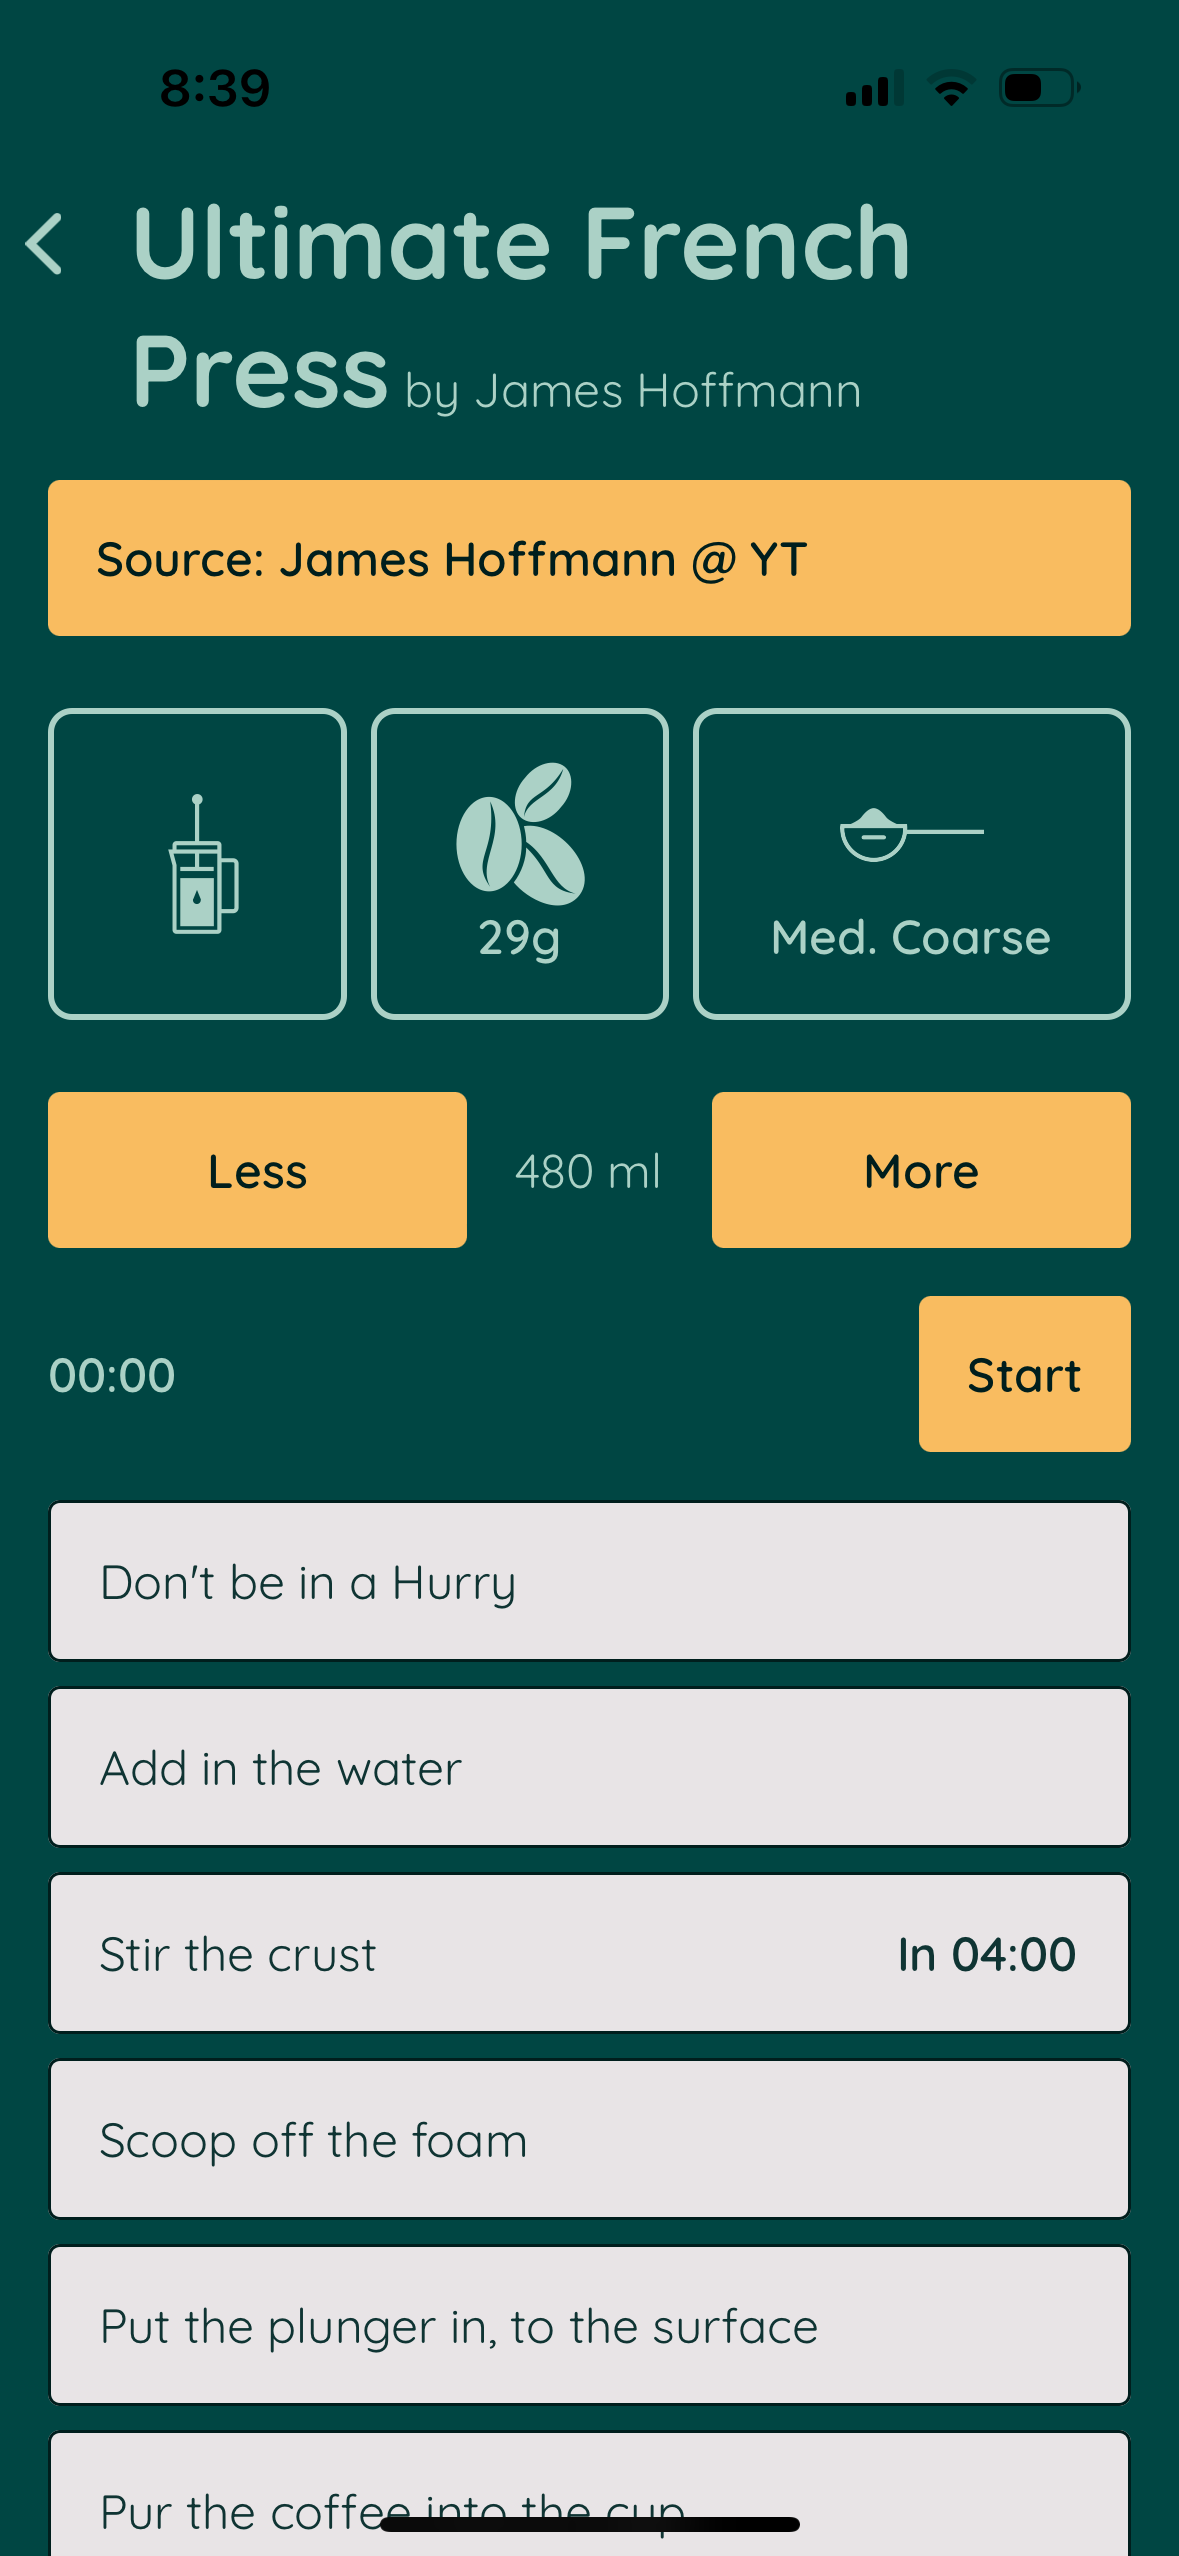 8:39
Ultimate French
Press by James Hoffmann
Source: James Hoffmann @ YT
29g
Med. Coarse
Less
480 ml
More
00:00
Start
Don't be in a Hurry
Add in the water
Stir the crust In 04:00
Scoop off the foam
Put the plunger in, to the surface
Pur the coffee into the cup